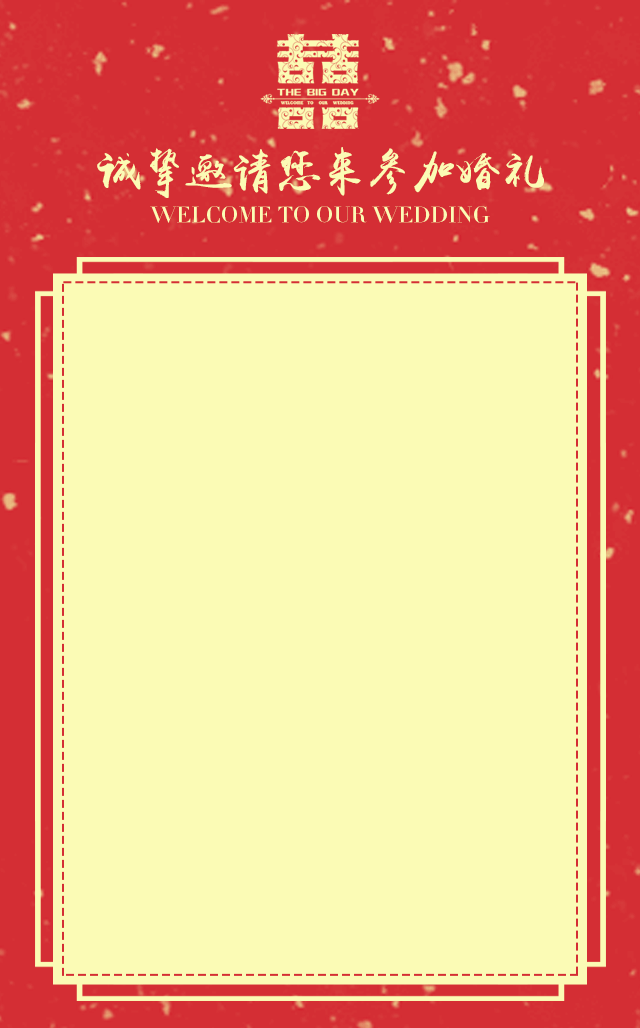 囍
THE BIG DAY
WELCOME TO OUR WEDDING
诚挚邀请您来参加婚礼
WELCOME TO OUR WEDDING